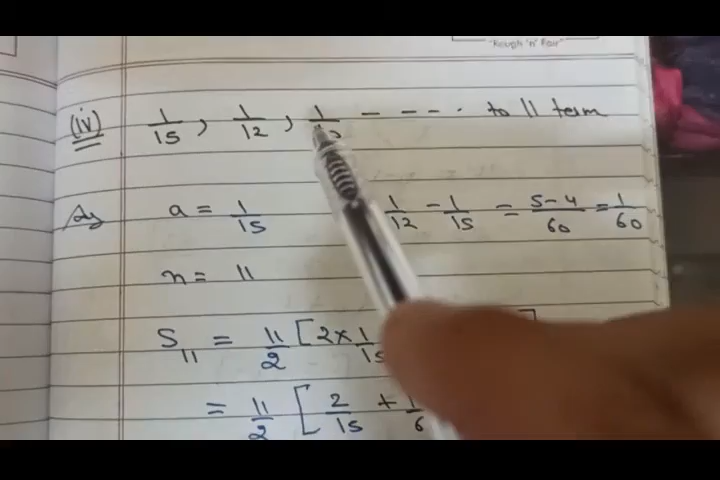 "Rough 'n' Fair"
(iv) 1/15, 1/12, 1/10 - - - - . to 11 term
a = 1/15 1/12 - 1/15 = 5-4/60 = 1/60
n = 11
S11 = 11/2 [2×1/15 ]
= 11/2 [2/15 +